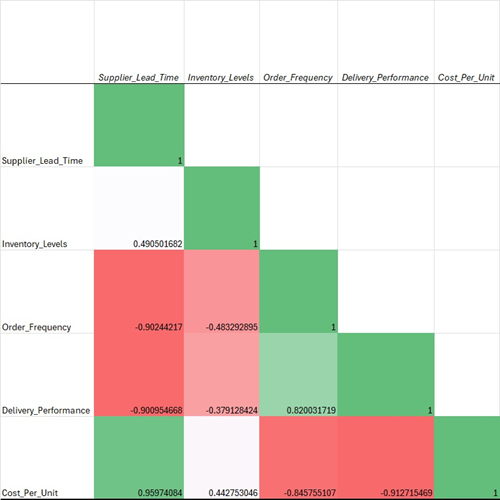 Supplier_Lead_Time Inventory_Levels Order_Frequency Delivery_Performance Cost_Per_Unit
Supplier_Lead_Time 1
Inventory_Levels 0.490501682 1
Order_Frequency -0.90244217 -0.483292895 1
Delivery_Performance -0.900954668 -0.379128424 0.820031719 1
Cost_Per_Unit 0.95974084 0.442753046 -0.845755107 -0.912715469 1